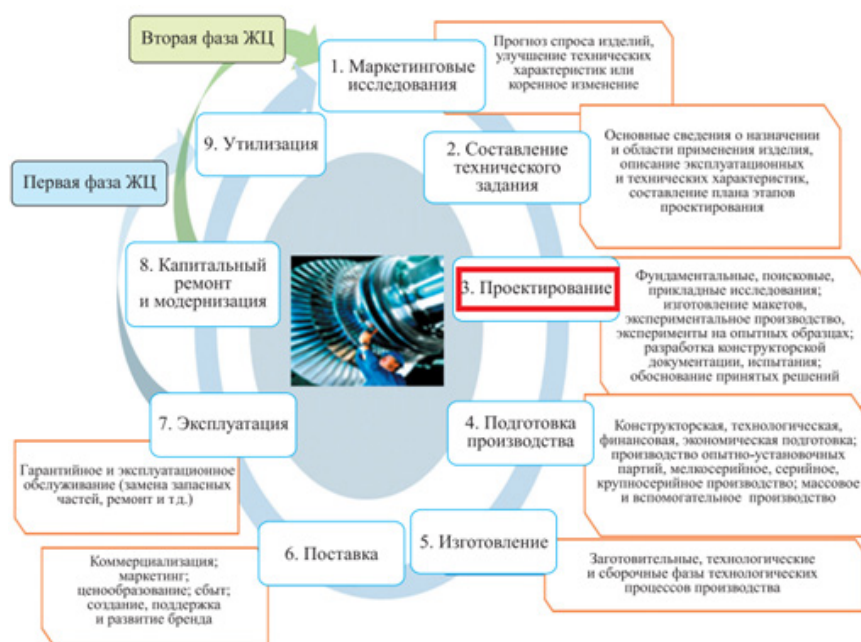 Вторая фаза ЖЦ
1. Маркетинговые
исследования
Прогноз спроса изделий,
улучшение технических
характеристик или
коренное изменение
9. Утилизация
2. Составление
технического
задания
Основные сведения о назначении
и области применения изделия,
описание эксплуатационных
и технических характеристик,
составление плана этапов
проектирования
Первая фаза ЖЦ
8. Капитальный
ремонт
и модернизация
3. Проектирование
Фундаментальные, поисковые,
прикладные исследования;
изготовление макетов,
экспериментальное производство,
эксперименты на опытных образцах;
разработка конструкторской
документации, испытания;
обоснование принятых решений
7. Эксплуатация
4. Подготовка
производства
Конструкторская, технологическая,
финансовая, экономическая подготовка;
производство опытно-установочных
партий, мелкосерийное, серийное,
крупносерийное производство; массовое
и вспомогательное производство
Гарантийное и эксплуатационное
обслуживание (замена запасных
частей, ремонт и тд.)
6. Поставка
5. Изготовление
Коммерциализация;
маркетинг;
ценообразование; сбыт;
создание, поддержка
и развитие бренда
Заготовительные, технологические
и сборочные фазы технологических
процессов производства